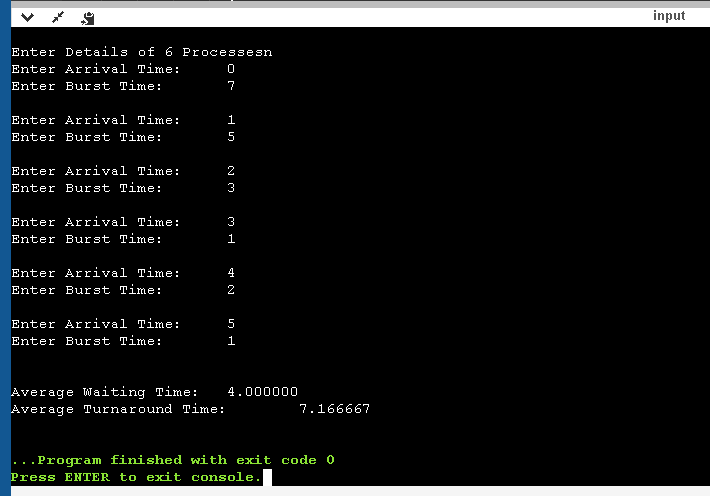 input
Enter Details of 6 Processesn
Enter Arrival Time: 0
Enter Burst Time: 7
Enter Arrival Time: 1
Enter Burst Time: 5
Enter Arrival Time: 2
Enter Burst Time: 3
Enter Arrival Time: 3
Enter Burst Time: 1
Enter Arrival Time: 4
Enter Burst Time: 2
Enter Arrival Time: 5
Enter Burst Time: 1
Average Waiting Time: 4.000000
Average Turnaround Time: 7.166667
...Program finished with exit code 0
Press ENTER to exit console.